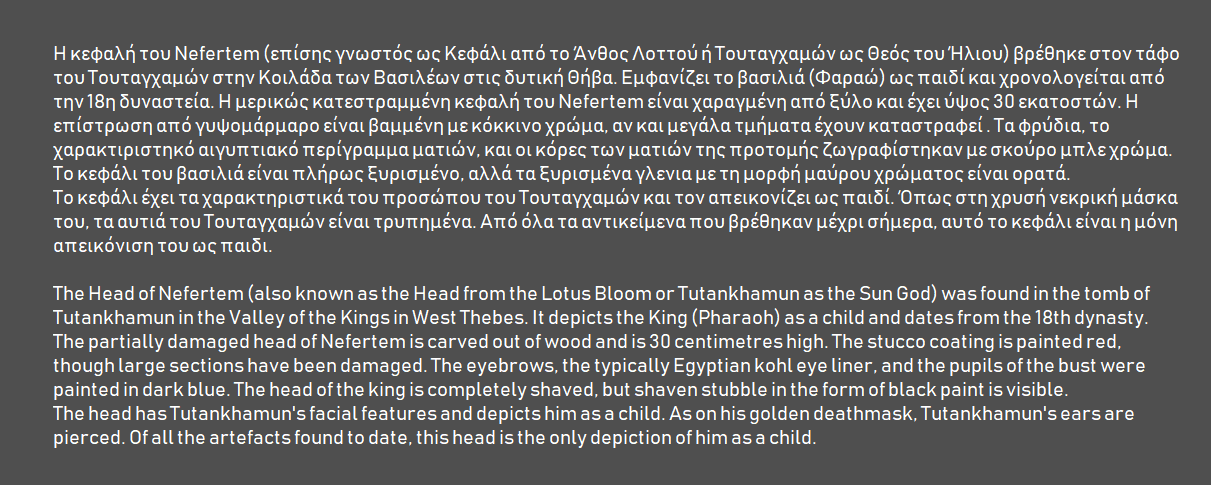 Η κεφαλή του Nefertem (επίσης γνωστός ως Κεφάλι από το Άνθος Λοττού ή Τουταγχαμών ως Θεός του Ήλιου) βρέθηκε στον τάφο
του Τουταγχαμών στην Κοιλάδα των Βασιλέων στις δυτική Θήβα. Εμφανίζει το βασιλιά (Φαραώ) ως παιδί και χρονολογείται από
την 18η δυναστεία. Η μερικώς κατεστραμμένη κεφαλή του Nefertem είναι χαραγμένη από ξύλο και έχει ύψος 30 εκατοστών. Η
επίστρωση από γυψομάρμαρο είναι βαμμένη με κόκκινο χρώμα, αν και μεγάλα τμήματα έχουν καταστραφεί . Τα φρύδια, το
χαρακτιριστηκό αιγυπτιακό περίγραμμα ματιών, και οι κόρες των ματιών της προτομής ζωγραφίστηκαν με σκούρο μπλε χρώμα.
Το κεφάλι του βασιλιά είναι πλήρως ξυρισμένο, αλλά τα ξυρισμένα γλενια με τη μορφή μαύρου χρώματος είναι ορατά.
Το κεφάλι έχει τα χαρακτηριστικά του προσώπου του Τουταγχαμών και τον απεικονίζει ως παιδί. Όπως στη χρυσή νεκρική μάσκα
του, τα αυτιά του Τουταγχαμών είναι τρυπημένα. Από όλα τα αντικείμενα που βρέθηκαν μέχρι σήμερα, αυτό το κεφάλι είναι η μόνη
απεικόνιση του ως παιδι.
The Head of Nefertem (also known as the Head from the Lotus Bloom or Tutankhamun as the Sun God) was found in the tomb of
Tutankhamun in the Valley of the Kings in West Thebes. It depicts the King (Pharaoh) as a child and dates from the 18th dynasty.
The partially damaged head of Nefertem is carved out of wood and is 30 centimetres high. The stucco coating is painted red,
though large sections have been damaged. The eyebrows, the typically Egyptian kohl eye liner, and the pupils of the bust were
painted in dark blue. The head of the king is completely shaved, but shaven stubble in the form of black paint is visible.
The head has Tutankhamun's facial features and depicts him as a child. As on his golden deathmask, Tutankhamun's ears are
pierced. Of all the artefacts found to date, this head is the only depiction of him as a child.